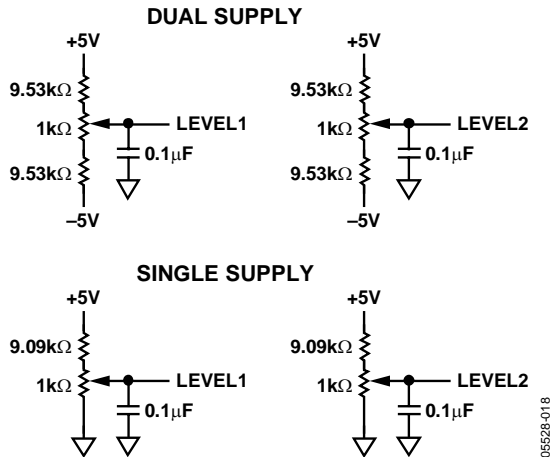 DUAL SUPPLY
+5V +5V
9.53kΩ 9.53kΩ
1kΩ LEVEL1 1kΩ LEVEL2
0.1μF 0.1μF
9.53kΩ 9.53kΩ
–5V –5V
SINGLE SUPPLY
+5V +5V
9.09kΩ 9.09kΩ
1kΩ LEVEL1 1kΩ LEVEL2
0.1μF 0.1μF
05528-018